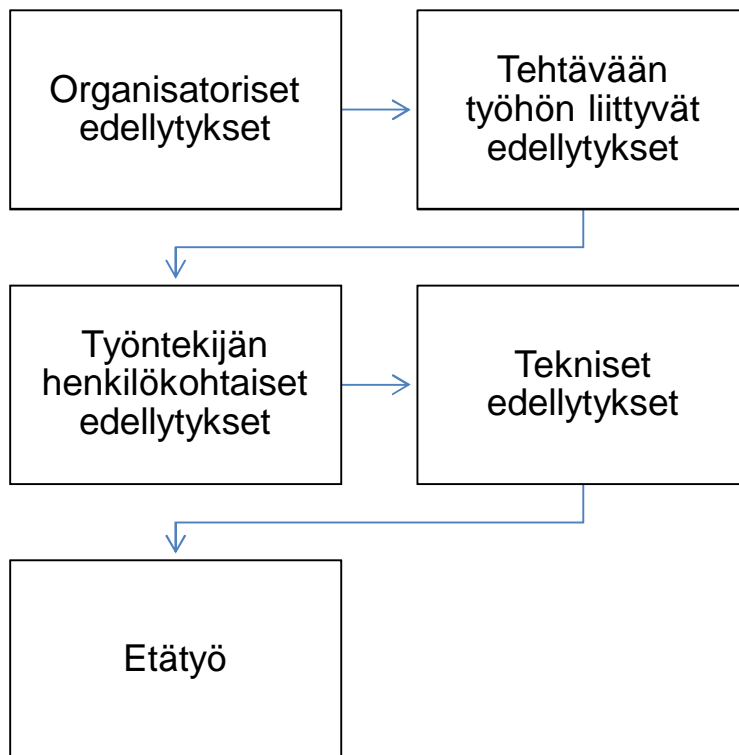 Organisatoriset
edellytykset
Tehtävään
työhön liittyvät
edellytykset
Työntekijän
henkilökohtaiset
edellytykset
Tekniset
edellytykset
Etätyö